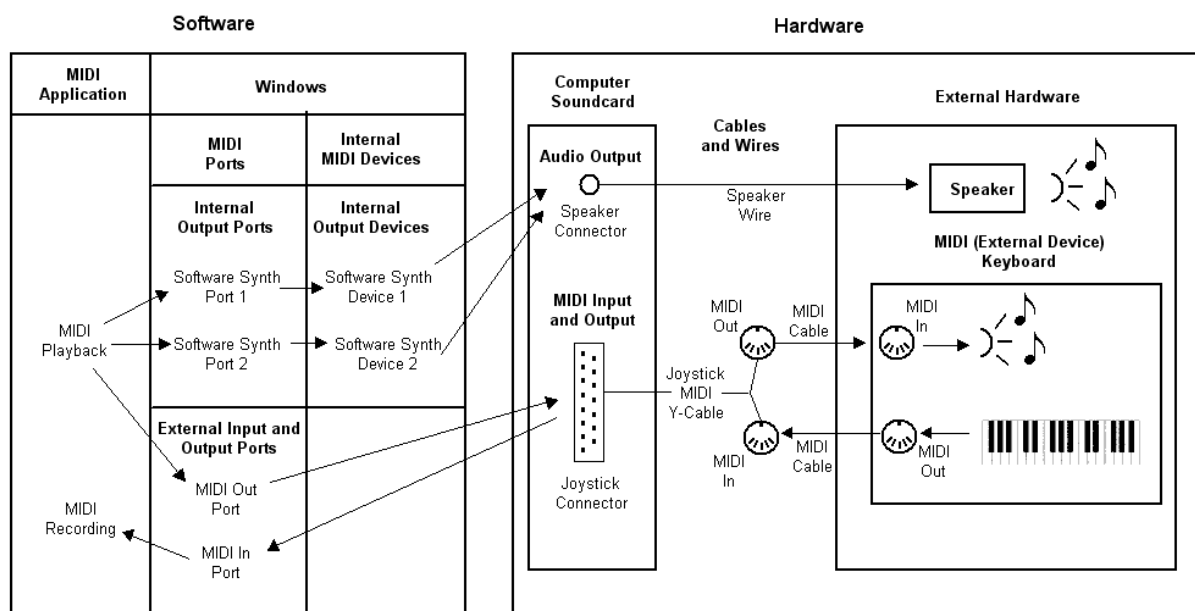 Software
Hardware
MIDI
Application
Windows
MIDI
Ports
Internal
MIDI Devices
Internal
Output Ports
Internal
Output Devices
Software Synth
Port 1
Software Synth
Device 1
MIDI
Playback
Software Synth
Port 2
Software Synth
Device 2
External Input and
Output Ports
MIDI Out
Port
MIDI
Recording
MIDI In
Port
Computer
Soundcard
Audio Output
Speaker
Connector
MIDI Input
and Output
Joystick
Connector
Cables
and Wires
Speaker
Wire
MIDI
Out
MIDI
Cable
Joystick
MIDI
Y-Cable
MIDI
In
MIDI
Cable
External Hardware
Speaker
MIDI (External Device)
Keyboard
MIDI
In
MIDI
Out